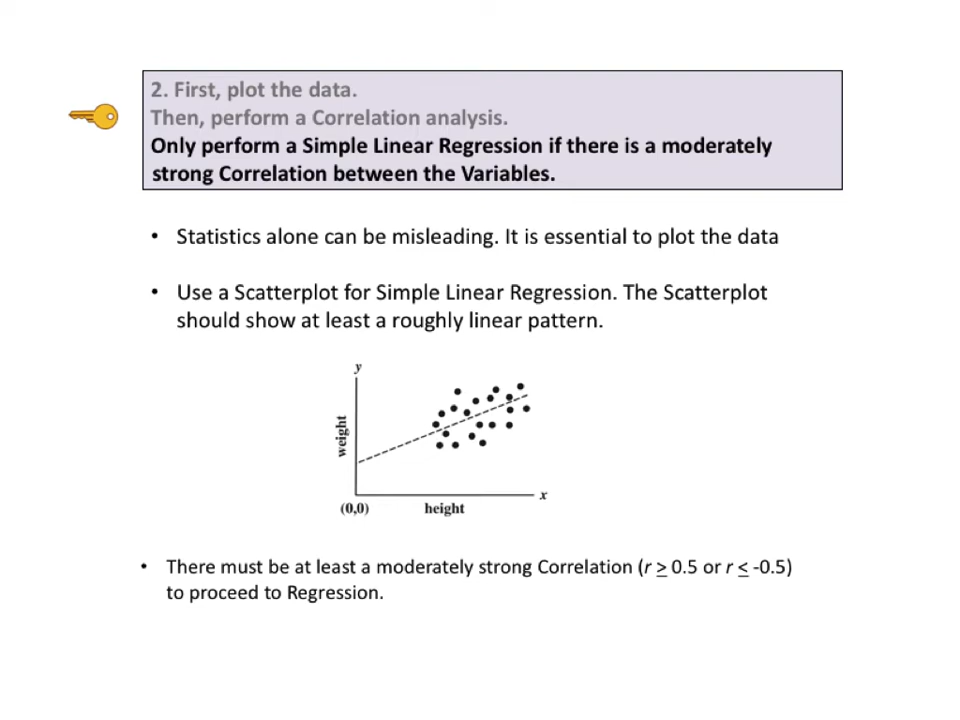 2. First, plot the data.
Then, perform a Correlation analysis.
Only perform a Simple Linear Regression if there is a moderately
strong Correlation between the Variables.
• Statistics alone can be misleading. It is essential to plot the data
• Use a Scatterplot for Simple Linear Regression. The Scatterplot
should show at least a roughly linear pattern.
y
weight
x
(0,0) height
• There must be at least a moderately strong Correlation (r ≥ 0.5 or r ≤ -0.5)
to proceed to Regression.